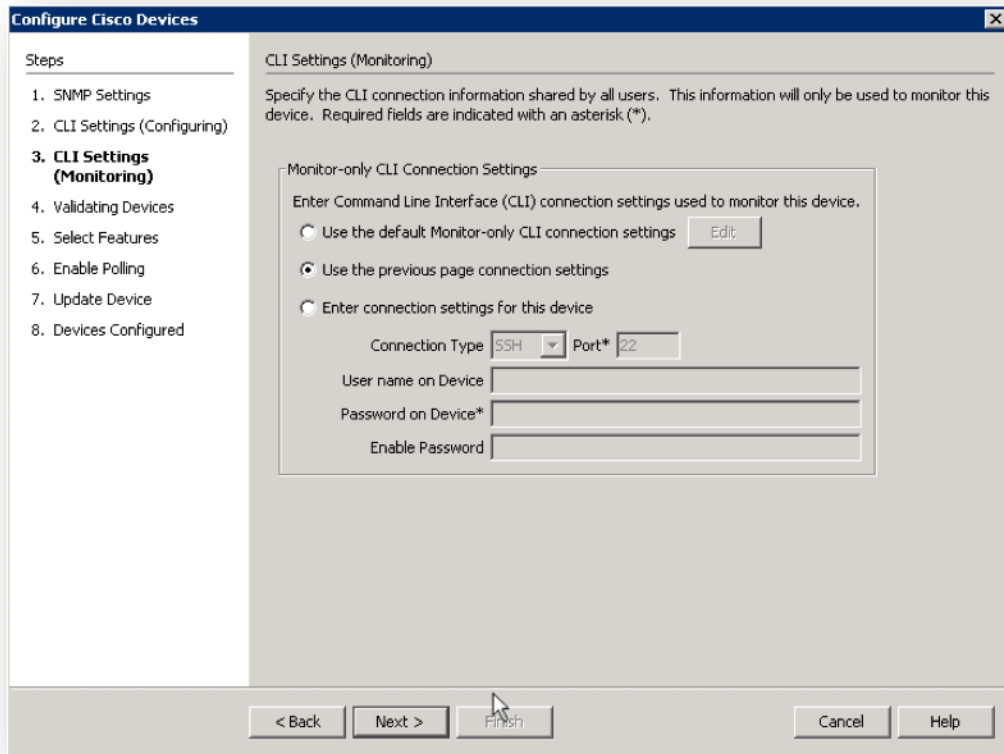 Configure Cisco Devices
Steps
1. SNMP Settings
2. CLI Settings (Configuring)
3. CLI Settings
(Monitoring)
4. Validating Devices
5. Select Features
6. Enable Polling
7. Update Device
8. Devices Configured
CLI Settings (Monitoring)
Specify the CLI connection information shared by all users. This information will only be used to monitor this
device. Required fields are indicated with an asterisk (*).
Monitor-only CLI Connection Settings
Enter Command Line Interface (CLI) connection settings used to monitor this device.
Use the default Monitor-only CLI connection settings Edit
Use the previous page connection settings
Enter connection settings for this device
Connection Type SSH Port* 22
User name on Device
Password on Device*
Enable Password
< Back Next > Finish Cancel Help